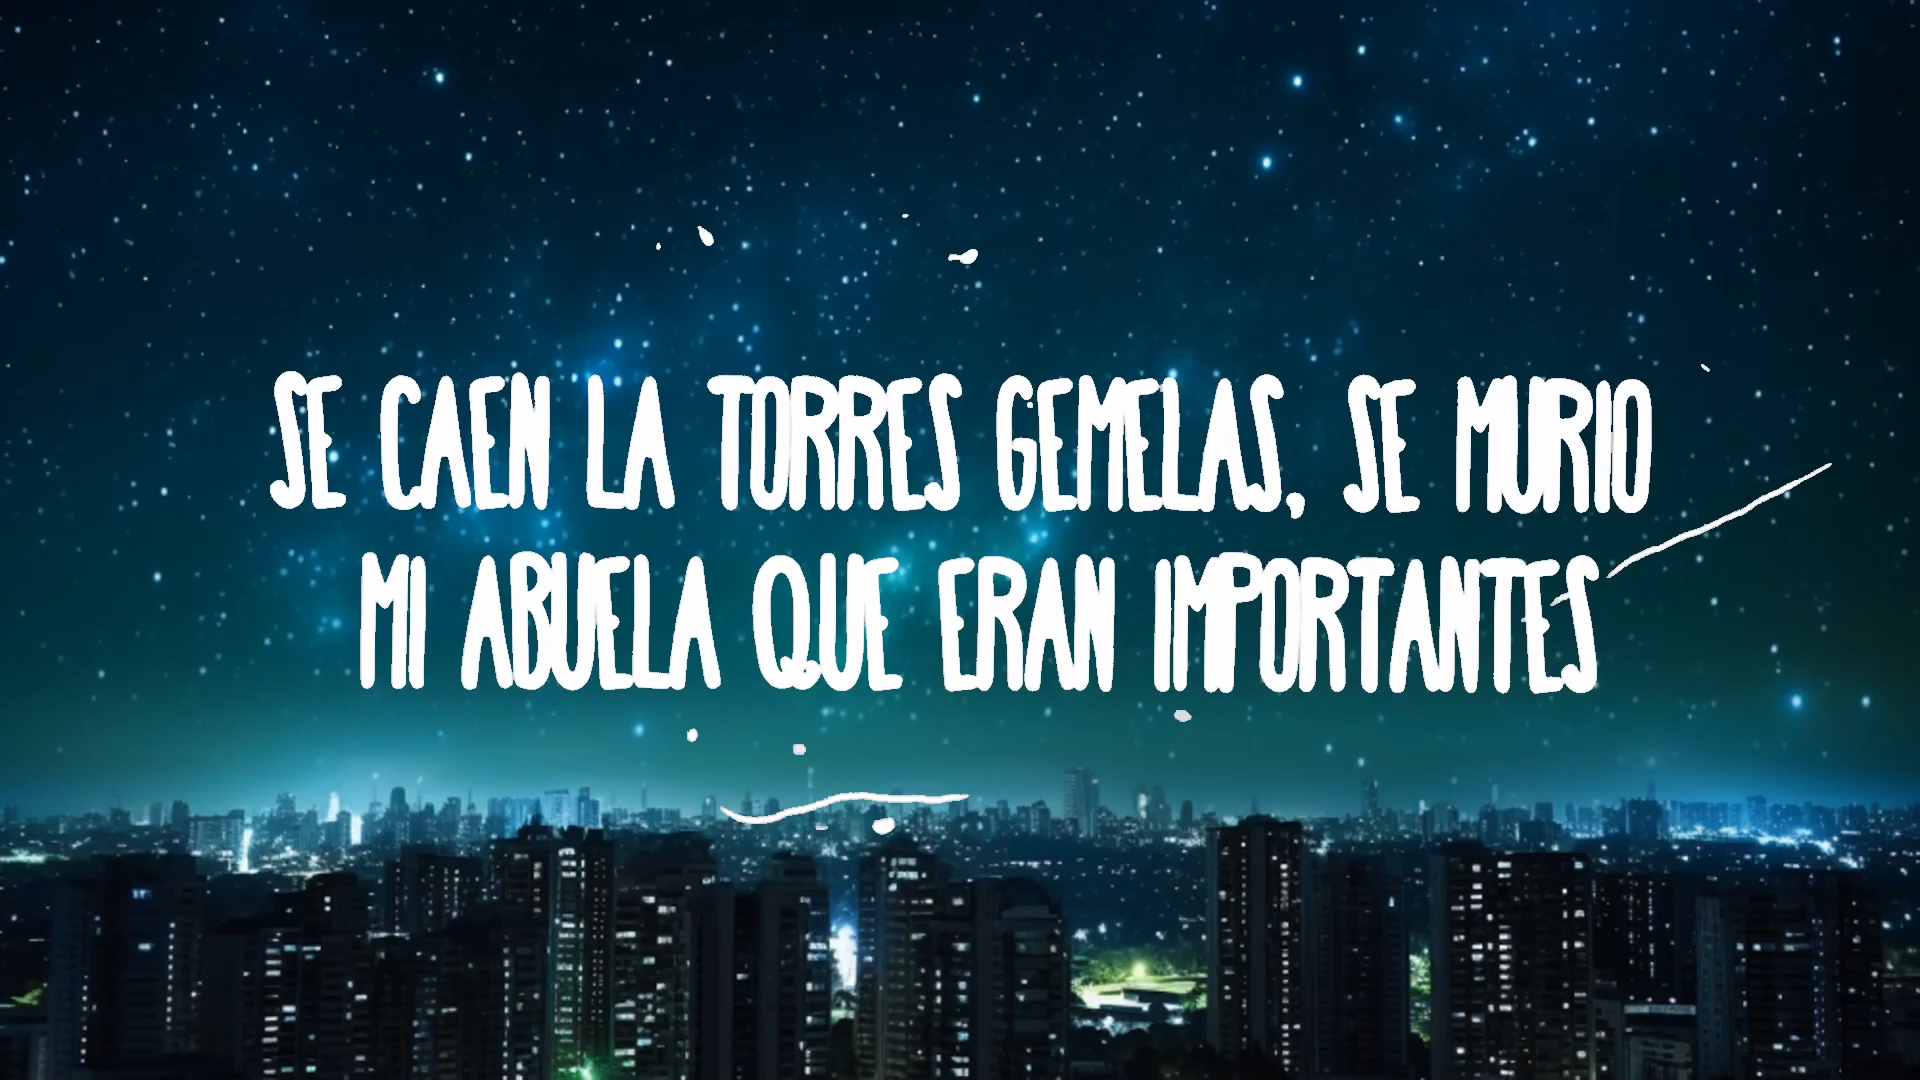 SE CAEN LA TORRES GEMELAS, SE MURIO
MI ABUELA QUE ERAN IMPORTANTES